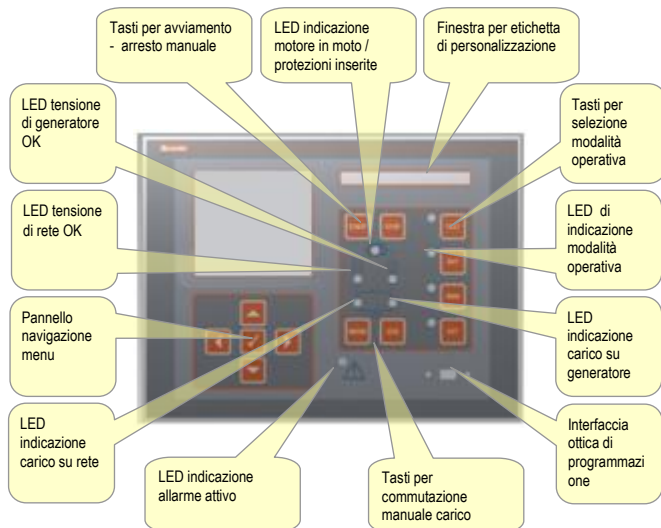 Tasti per avviamento
- arresto manuale
LED indicazione
motore in moto /
protezioni inserite
Finestra per etichetta
di personalizzazione
LED tensione
di generatore
OK
Tasti per
selezione
modalità
operativa
LED tensione
di rete OK
LED di
indicazione
modalità
operativa
Pannello
navigazione
menu
LED
indicazione
carico su
generatore
LED
indicazione
carico su rete
LED indicazione
allarme attivo
Tasti per
commutazione
manuale carico
Interfaccia
ottica di
programmazi
one